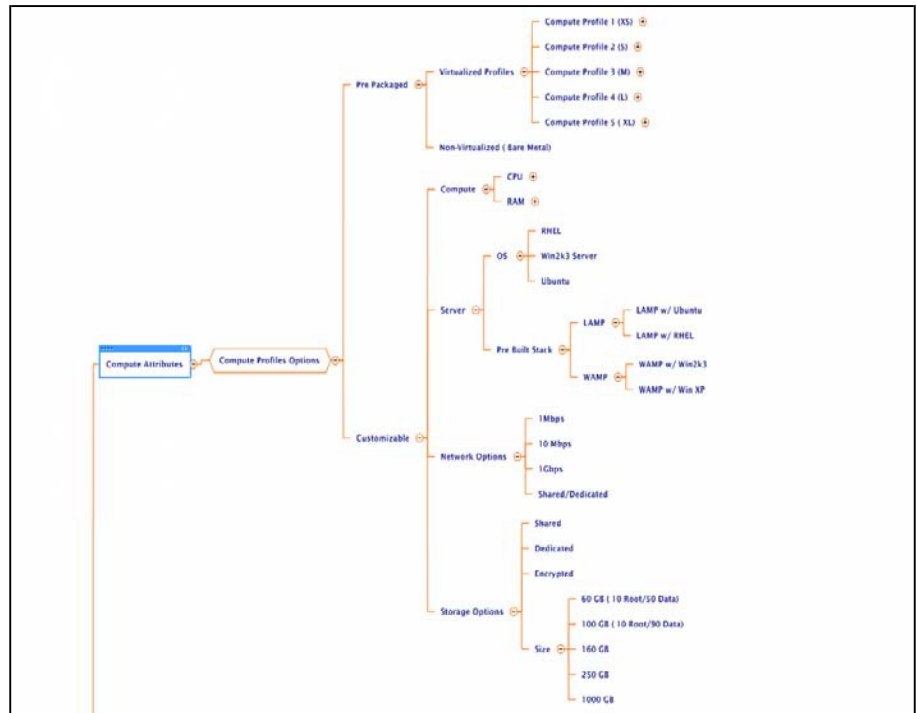 Compute Profile 1 (XS)
Compute Profile 2 (S)
Virtualized Profiles
Compute Profile 3 (M)
Pre Packaged
Compute Profile 4 (L)
Compute Profile 5 ( XL)
Non-Virtualized ( Bare Metal)
CPU
Compute
RAM
RHEL
OS
Win2k3 Server
Ubuntu
Server
LAMP w/ Ubuntu
LAMP
LAMP w/ RHEL
Pre Built Stack
WAMP w/ Win2k3
WAMP
WAMP w/ Win XP
Compute Attributes
Compute Profiles Options
1Mbps
Customizable
10 Mbps
Network Options
1Gbps
Shared/Dedicated
Shared
Dedicated
Encrypted
60 GB ( 10 Root/50 Data)
Storage Options
100 GB ( 10 Root/90 Data)
Size
160 GB
250 GB
1000 GB